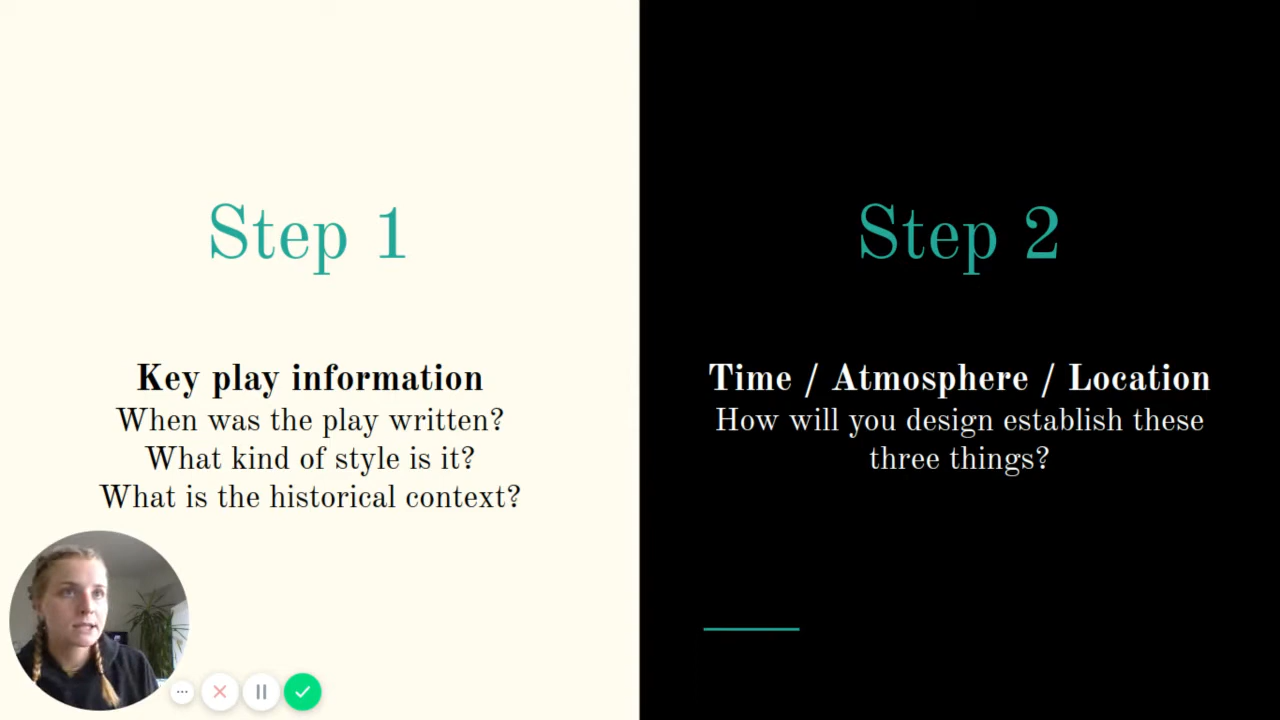 Step 1
Key play information
When was the play written?
What kind of style is it?
What is the historical context?
Step 2
Time / Atmosphere / Location
How will you design establish these
three things?